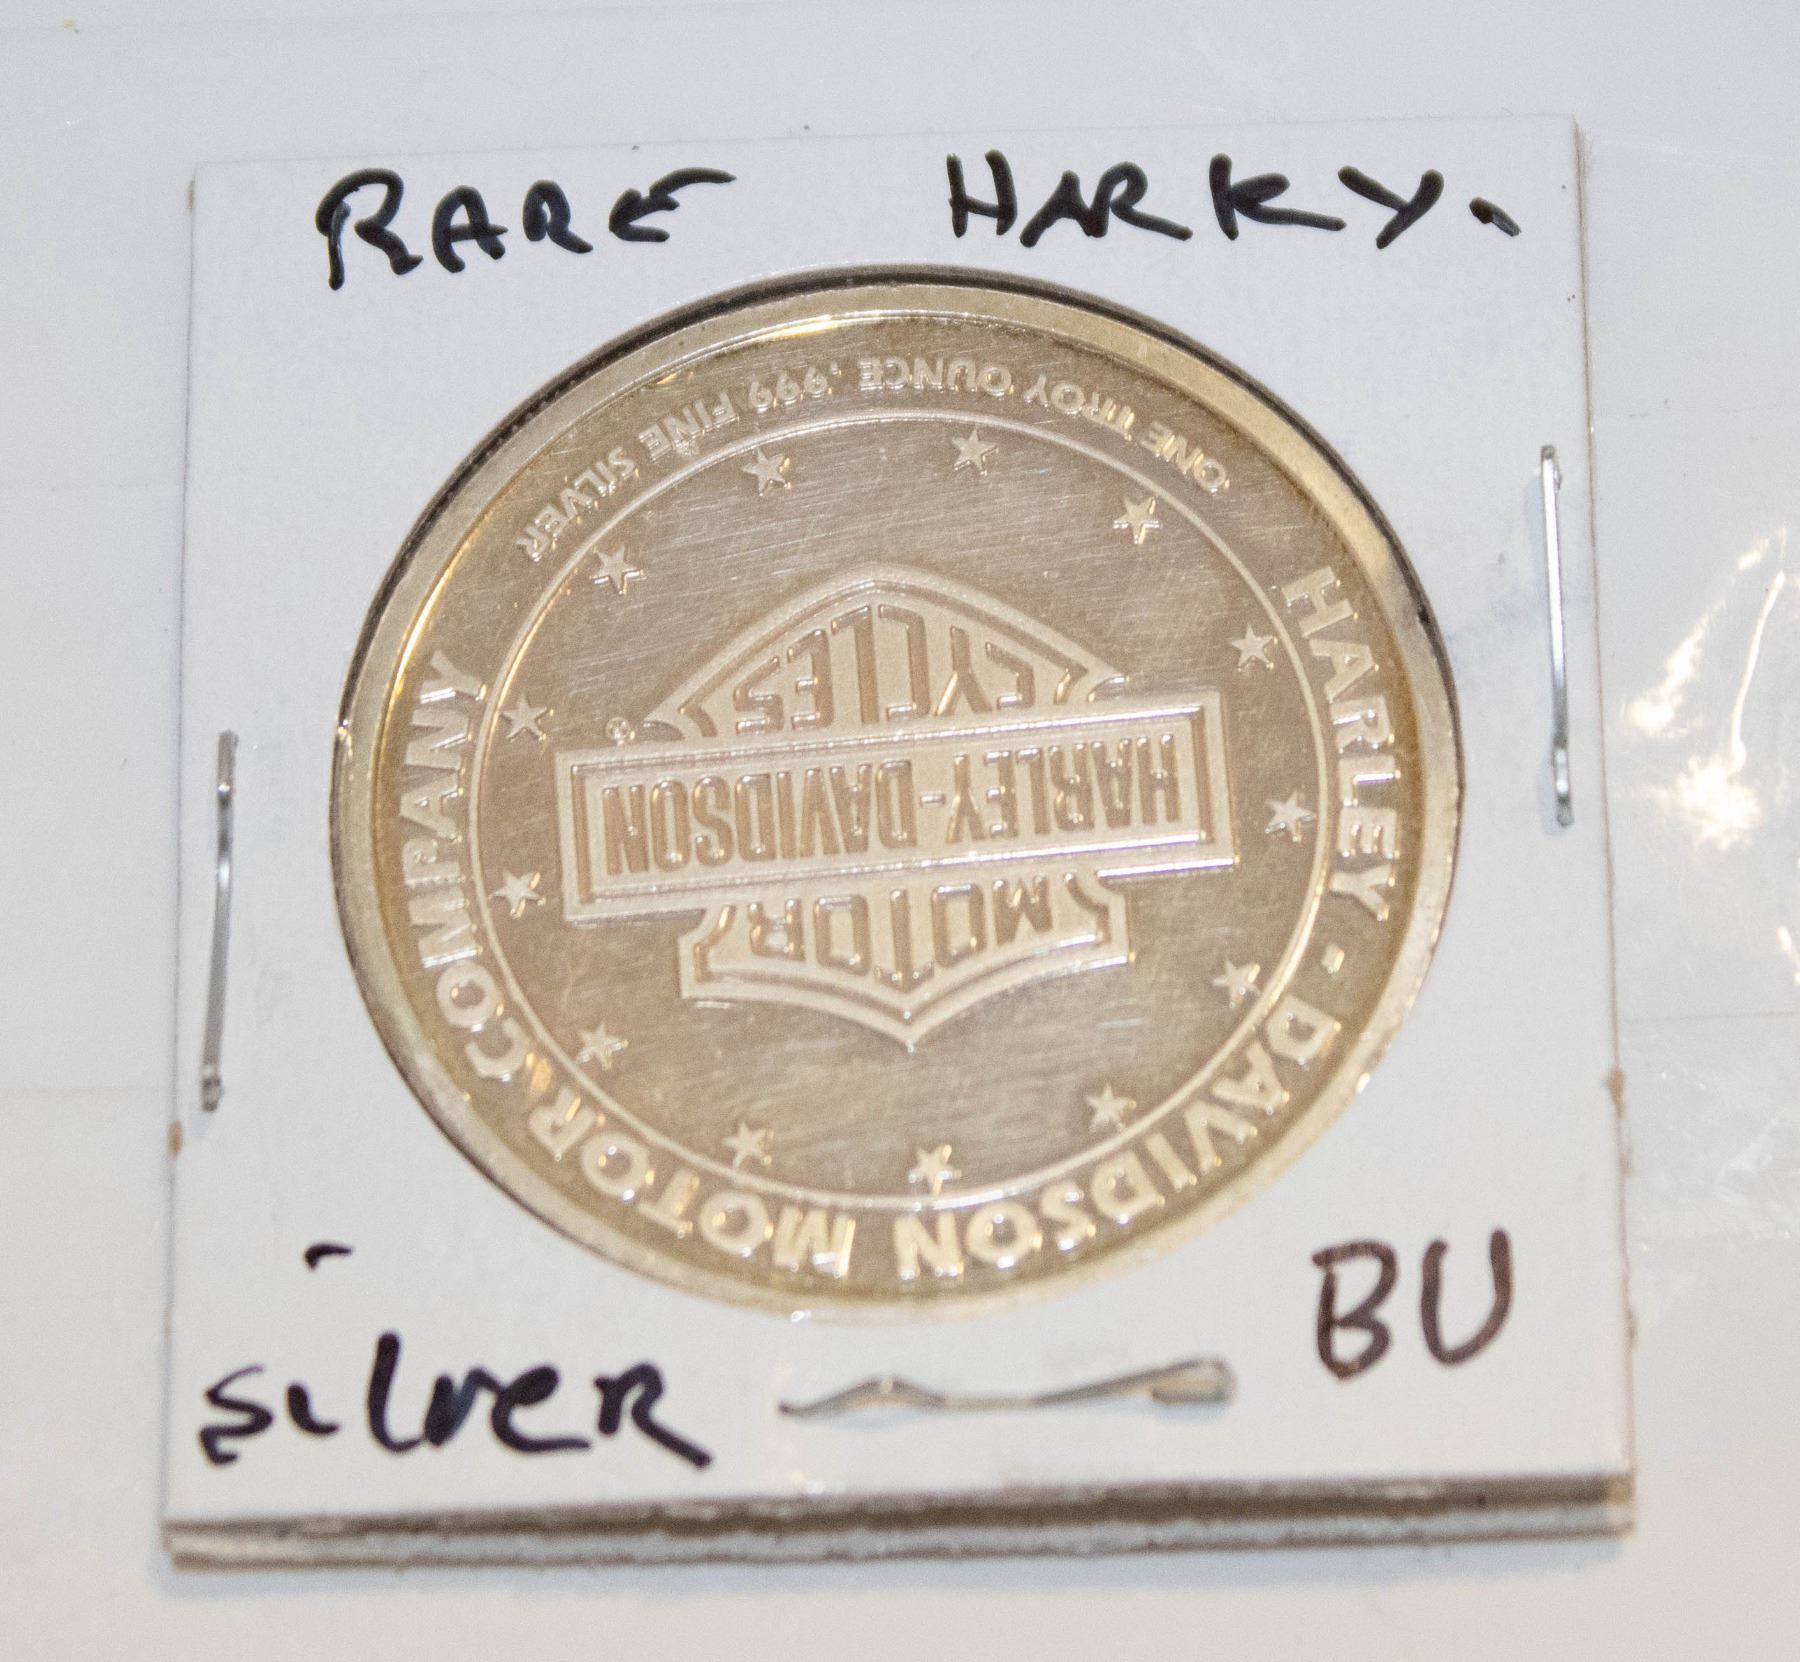 RARE HARKY.
ONE TROY OUNCE .999 FINE SILVER
HARLEY-DAVIDSON MOTOR COMPANY
MOTOR
HARLEY-DAVIDSON
CYCLES
®
silver
BU